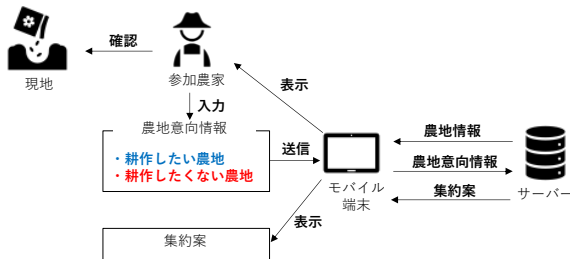 確認
現地
参加農家
表示
入力
農地意向情報
・耕作したい農地
・耕作したくない農地
送信
農地情報
農地意向情報
集約案
モバイル
端末
サーバー
表示
集約案